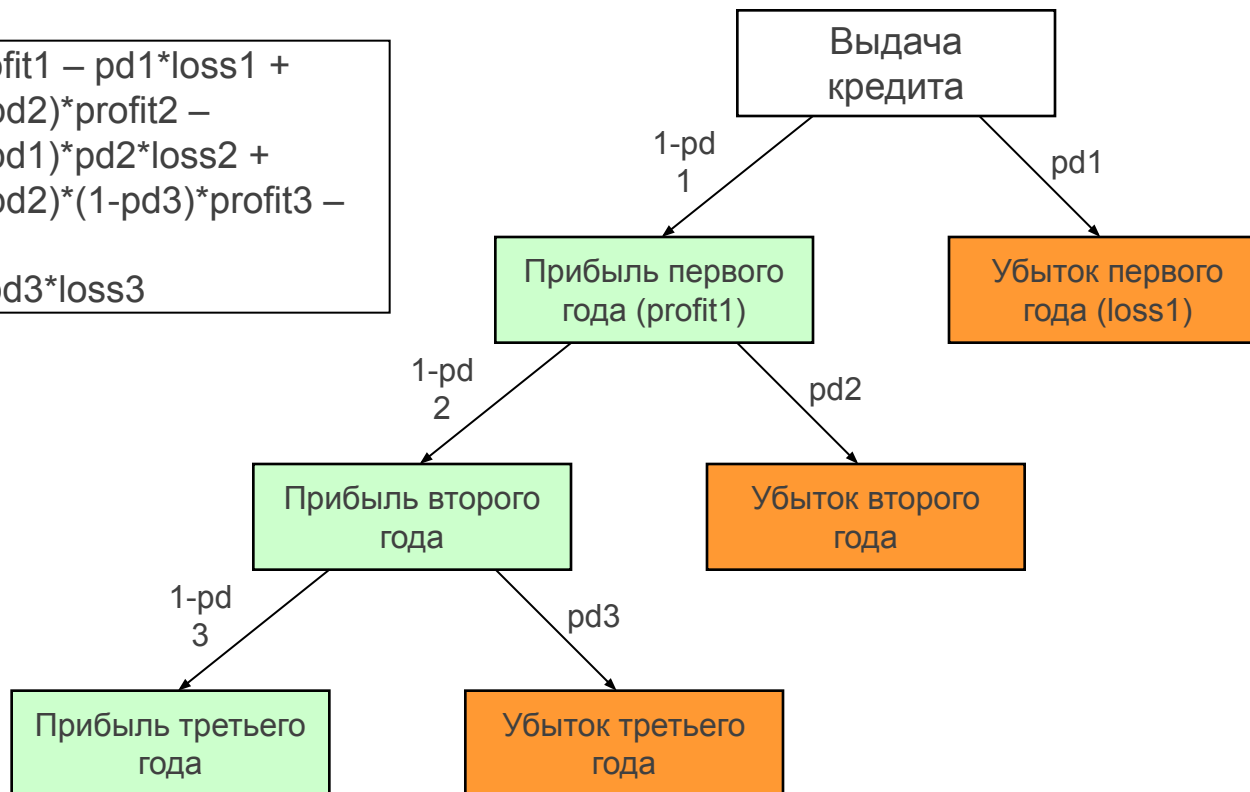 fit1 – pd1*loss1 +
pd2)*profit2 –
pd1)*pd2*loss2 +
pd2)*(1-pd3)*profit3 –
d3*loss3
Выдача
кредита
1-pd
1
pd1
Прибыль первого
года (profit1)
Убыток первого
года (loss1)
1-pd
2
pd2
Прибыль второго
года
Убыток второго
года
1-pd
3
pd3
Прибыль третьего
года
Убыток третьего
года